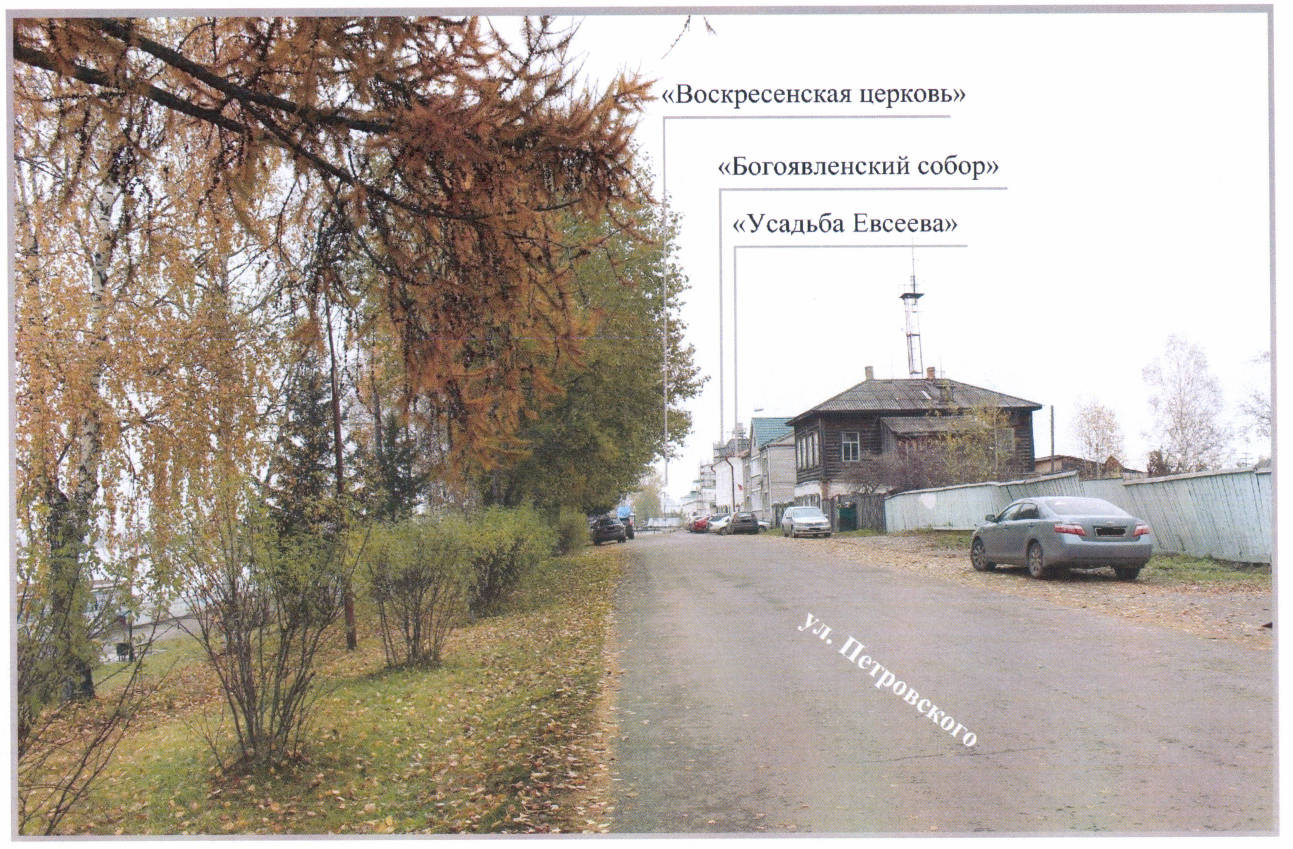 «Воскресенская церковь»
«Богоявленский собор»
«Усадьба Евсеева»
ул. Петровского